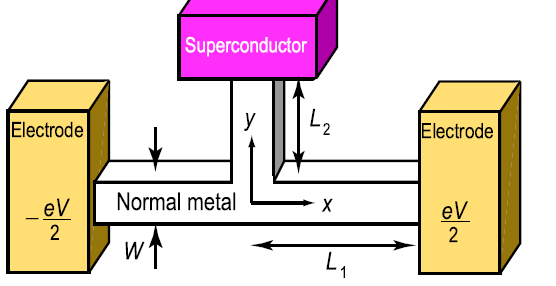 Superconductor
Electrode
y
L2
Electrode
Normal metal
x
- eV/2
eV/2
W
L1